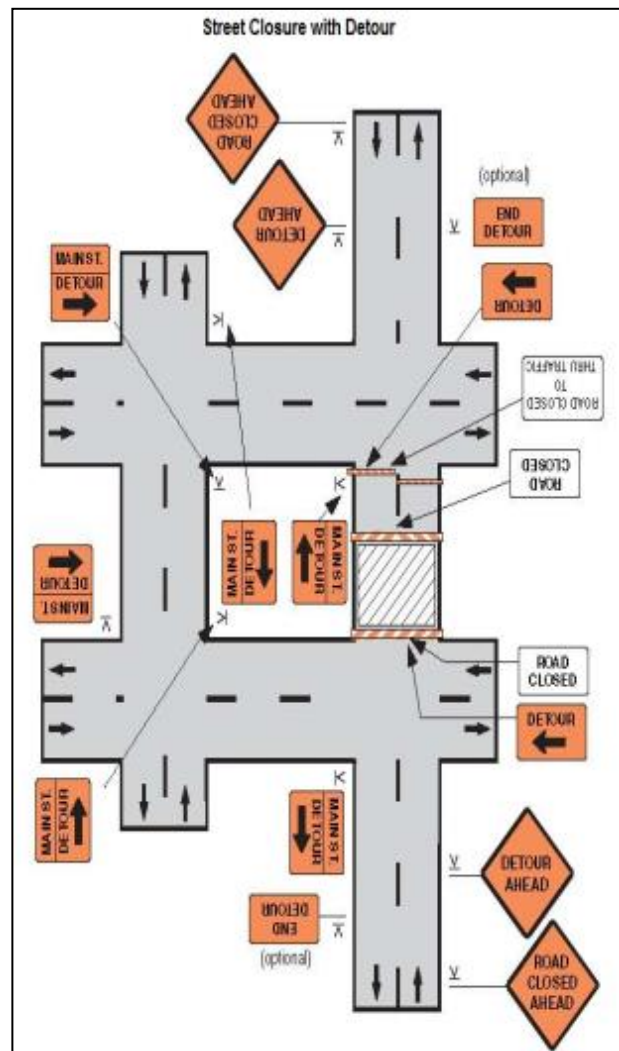 Street Closure with Detour
ROAD
CLOSED
AHEAD
DETOUR
AHEAD
(optional)
END
DETOUR
MAIN ST.
DETOUR
DETOUR
ROAD CLOSED
TO
THRU TRAFFIC
ROAD
CLOSED
MAIN ST.
DETOUR
MAIN ST.
DETOUR
MAIN ST.
DETOUR
ROAD
CLOSED
DETOUR
MAIN ST.
DETOUR
MAIN ST.
DETOUR
DETOUR
AHEAD
END
DETOUR
(optional)
ROAD
CLOSED
AHEAD